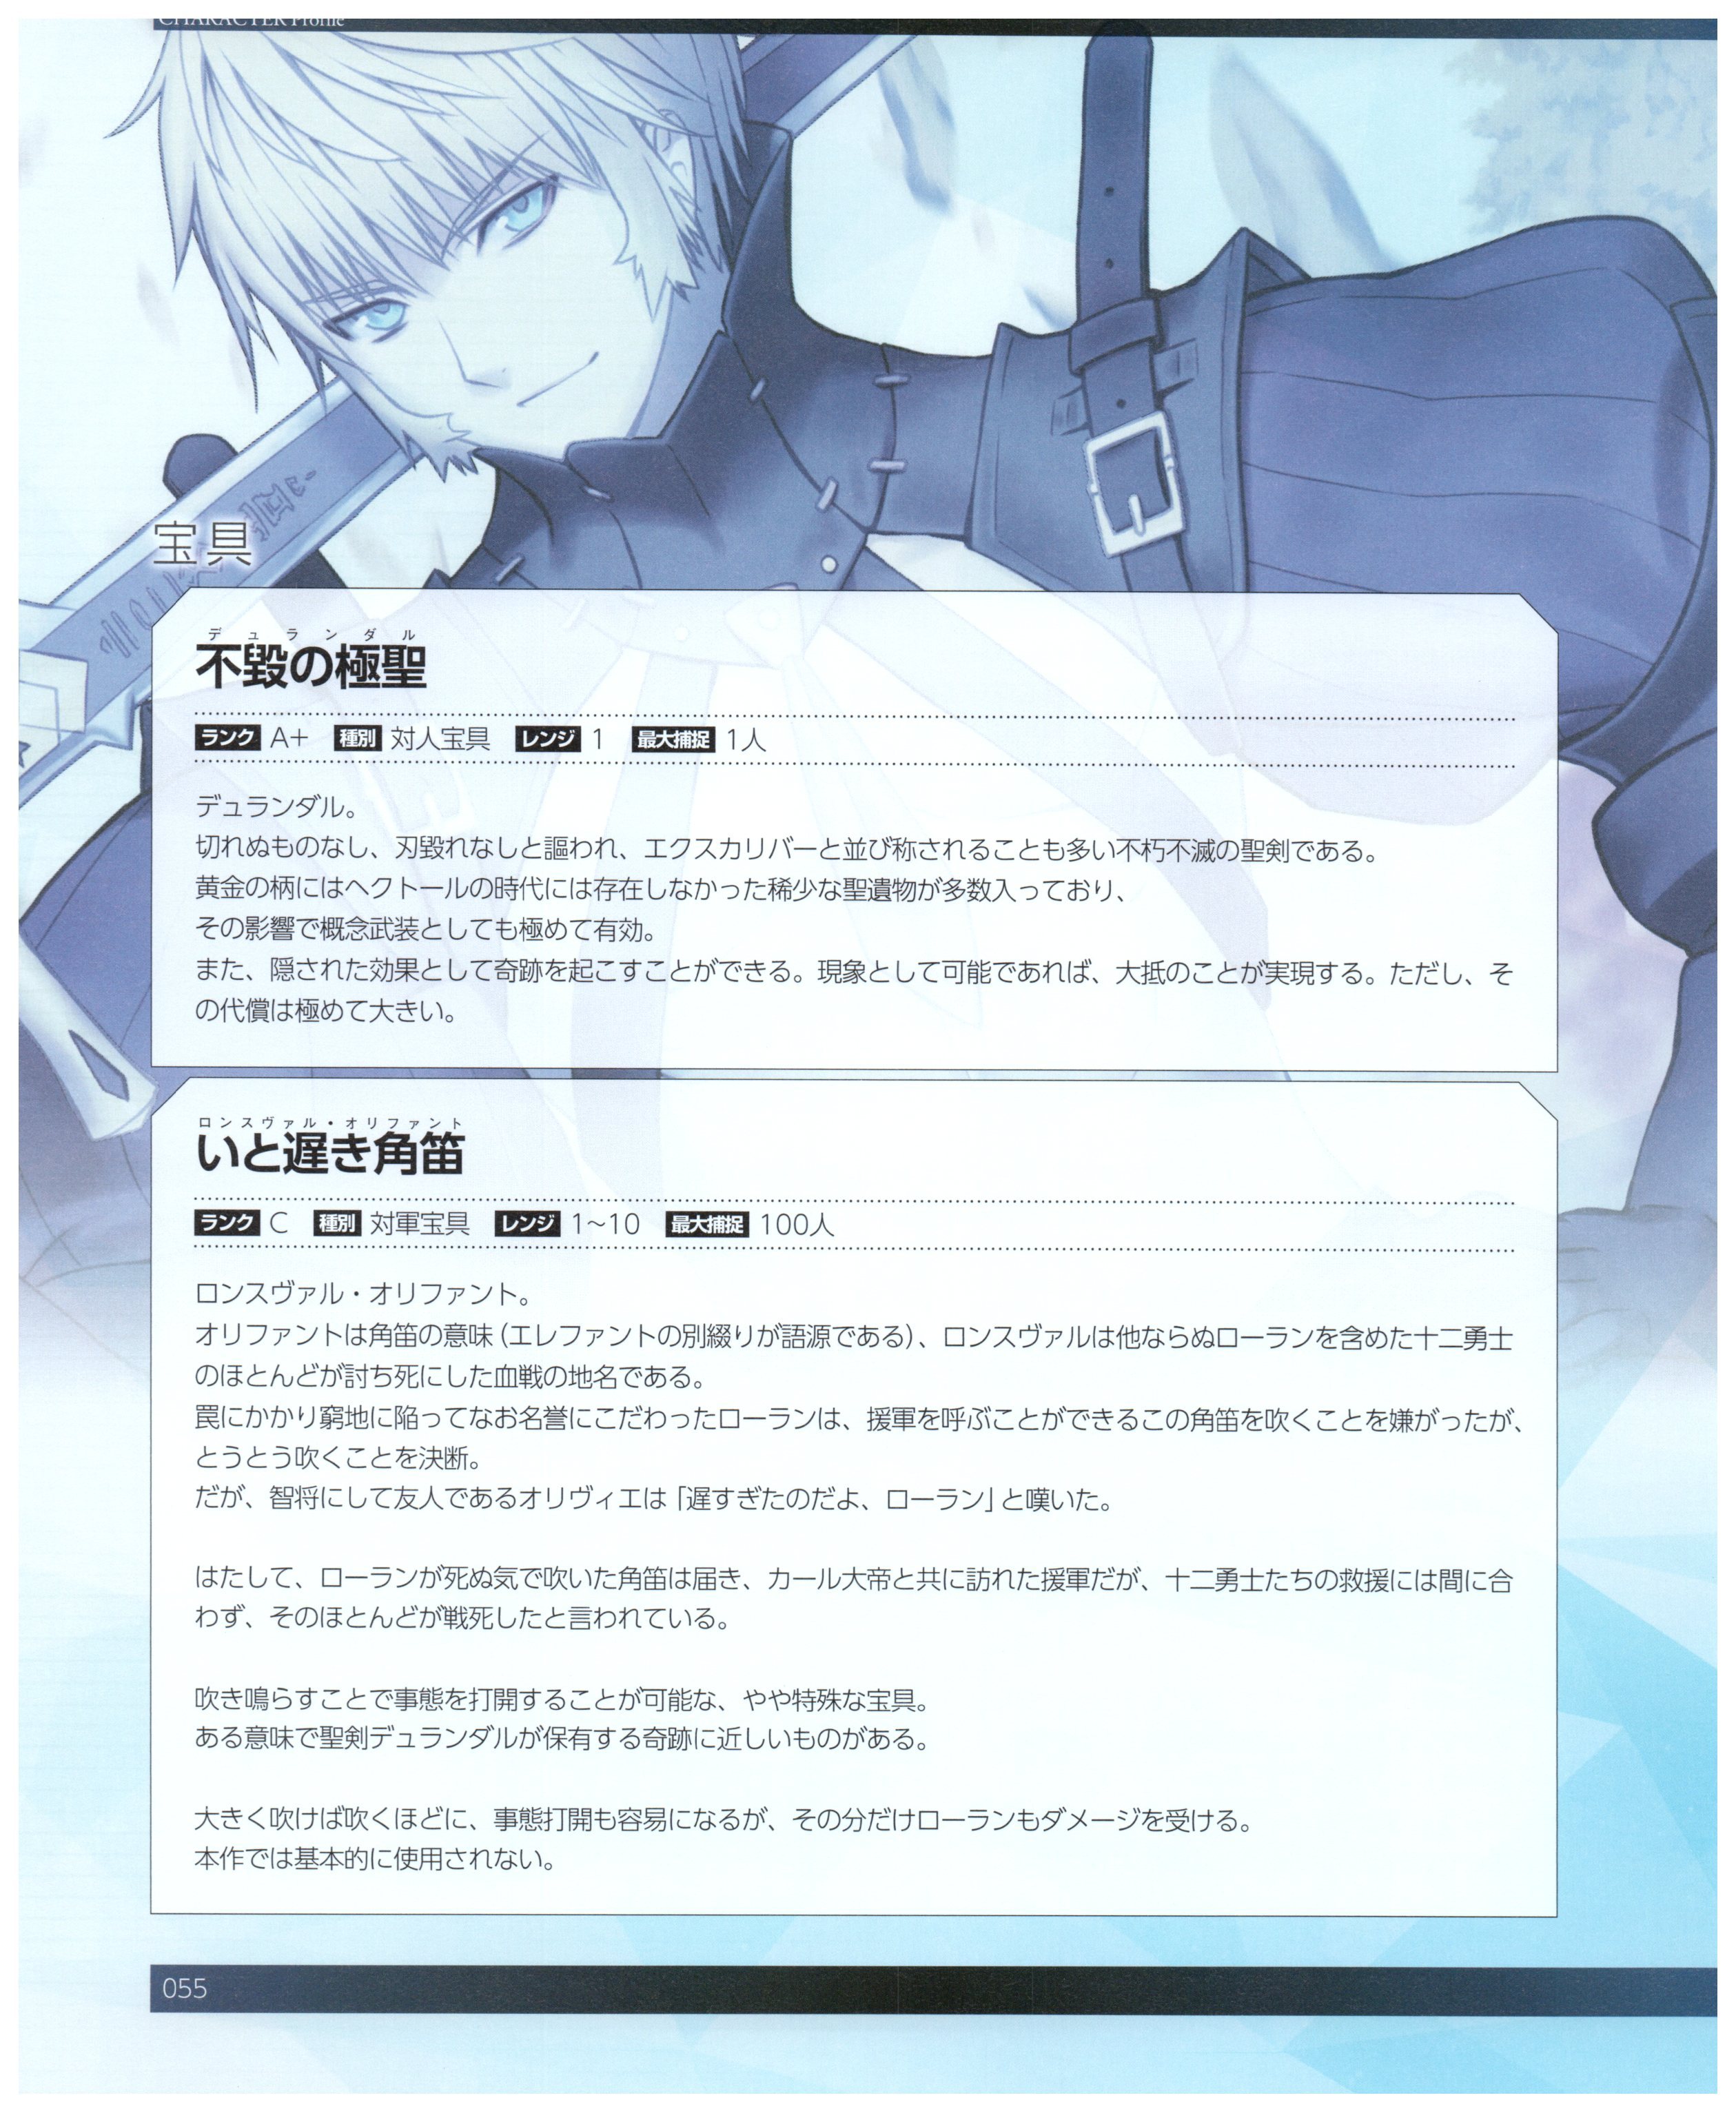 CHARACTER Profile
宝具
デュランダル
不毀の極聖
ランク A+ 種別 対人宝具 レンジ 1 最大捕捉 1人
デュランダル。
切れぬものなし、刃毀れなしと謳われ、エクスカリバーと並び称されることも多い不朽不滅の聖剣である。
黄金の柄にはヘクトールの時代には存在しなかった稀少な聖遺物が多数入っており、
その影響で概念武装としても極めて有効。
また、隠された効果として奇跡を起こすことができる。現象として可能であれば、大抵のことが実現する。ただし、そ
の代償は極めて大きい。
ロンスヴァル・オリファント
いと遅き角笛
ランク C 種別 対軍宝具 レンジ 1~10 最大捕捉 100人
ロンスヴァル・オリファント。
オリファントは角笛の意味（エレファントの別綴りが語源である）、ロンスヴァルは他ならぬローランを含めた十二勇士
のほとんどが討ち死にした血戦の地名である。
罠にかかり窮地に陥ってなお名誉にこだわったローランは、援軍を呼ぶことができるこの角笛を吹くことを嫌がったが、
とうとう吹くことを決断。
だが、智将にして友人であるオリヴィエは「遅すぎたのだよ、ローラン」と嘆いた。
はたして、ローランが死ぬ気で吹いた角笛は届き、カール大帝と共に訪れた援軍だが、十二勇士たちの救援には間に合
わず、そのほとんどが戦死したと言われている。
吹き鳴らすことで事態を打開することが可能な、やや特殊な宝具。
ある意味で聖剣デュランダルが保有する奇跡に近しいものがある。
大きく吹けば吹くほどに、事態打開も容易になるが、その分だけローランもダメージを受ける。
本作では基本的に使用されない。
055